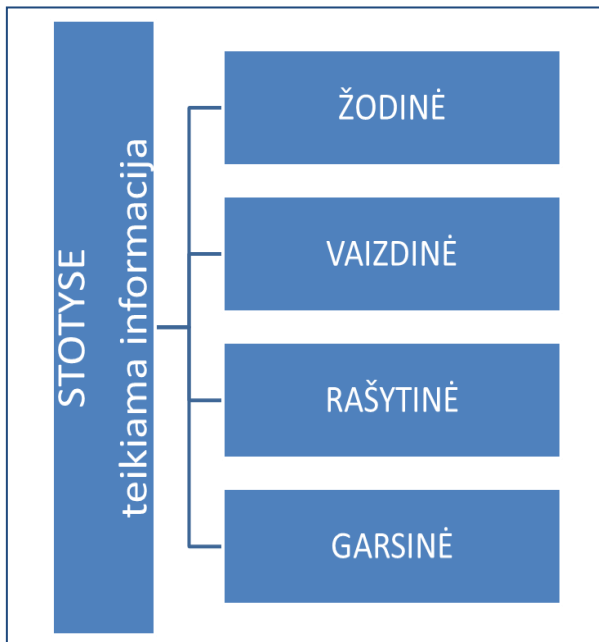 STOTYSE
teikiama informacija
ŽODINĖ
VAIZDINĖ
RAŠYTINĖ
GARSINĖ